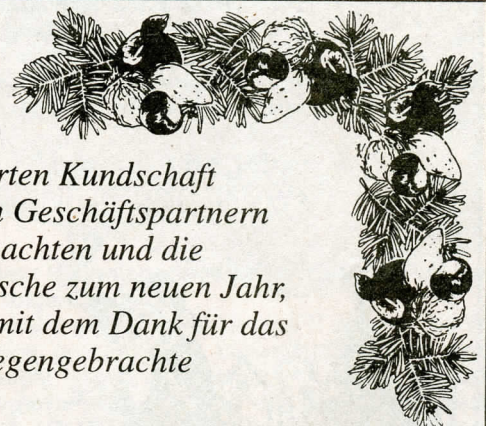 rten Kundschaft
n Geschäftspartnern
achten und die
sche zum neuen Jahr,
mit dem Dank für das
egengebrachte